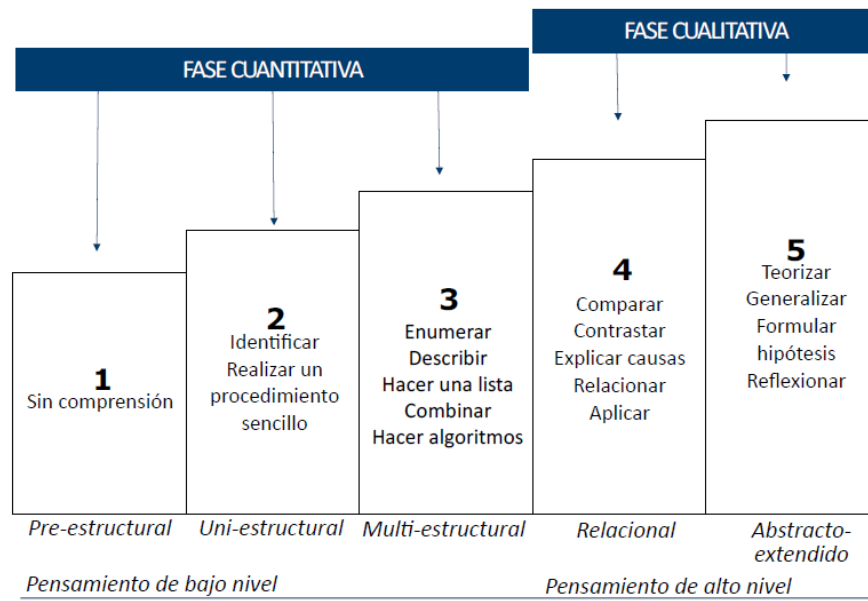 FASE CUANTITATIVA
FASE CUALITATIVA
1
Sin comprensión
2
Identificar
Realizar un
procedimiento
sencillo
3
Enumerar
Describir
Hacer una lista
Combinar
Hacer algoritmos
4
Comparar
Contrastar
Explicar causas
Relacionar
Aplicar
5
Teorizar
Generalizar
Formular
hipótesis
Reflexionar
Pre-estructural
Uni-estructural
Multi-estructural
Relacional
Abstracto-
extendido
Pensamiento de bajo nivel
Pensamiento de alto nivel